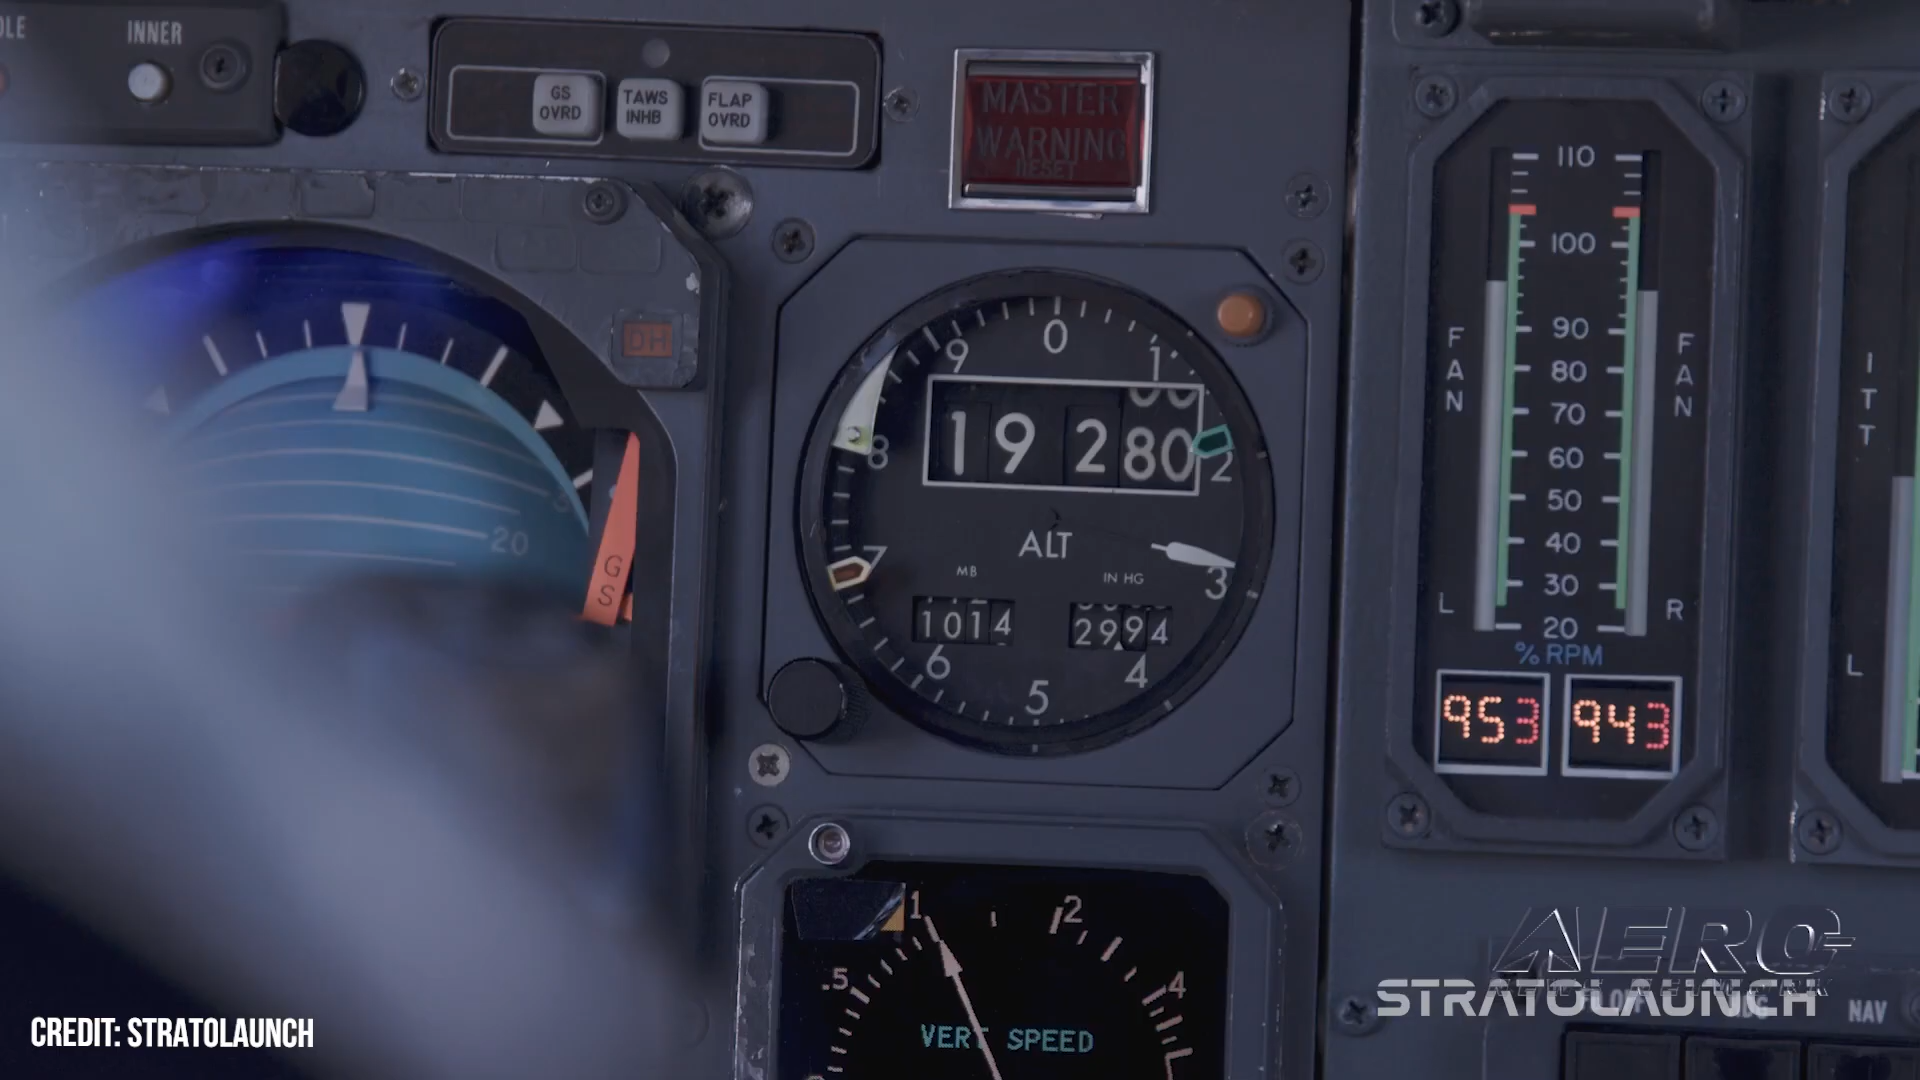 INNER
GS
OVRD
TAWS
INHB
FLAP
OVRD
MASTER
WARNING
RESET
DH
20
G
S
0
1
2
3
4
5
6
7
8
9
19 280
ALT
MB
IN HG
1014
2994
110
100
90
80
70
60
50
40
30
20
FAN
FAN
L
R
% RPM
953
943
ITT
L
.5
1
2
4
VERT SPEED
AERO
STRATOLAUNCH
NAV
CREDIT: STRATOLAUNCH